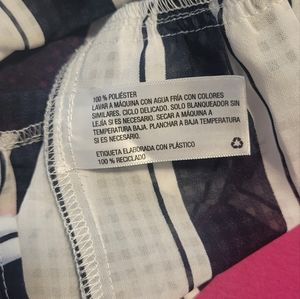 100 % POLIÉSTER
LAVAR A MÁQUINA CON AGUA FRÍA CON COLORES
SIMILARES. CICLO DELICADO. SOLO BLANQUEADOR SIN
LEJÍA SI ES NECESARIO. SECAR A MÁQUINA A
BAJA TEMPERATURA. PLANCHAR A BAJA TEMPERATURA
SI ES NECESARIO.
ETIQUETA ELABORADA CON PLÁSTICO
100 % RECICLADO